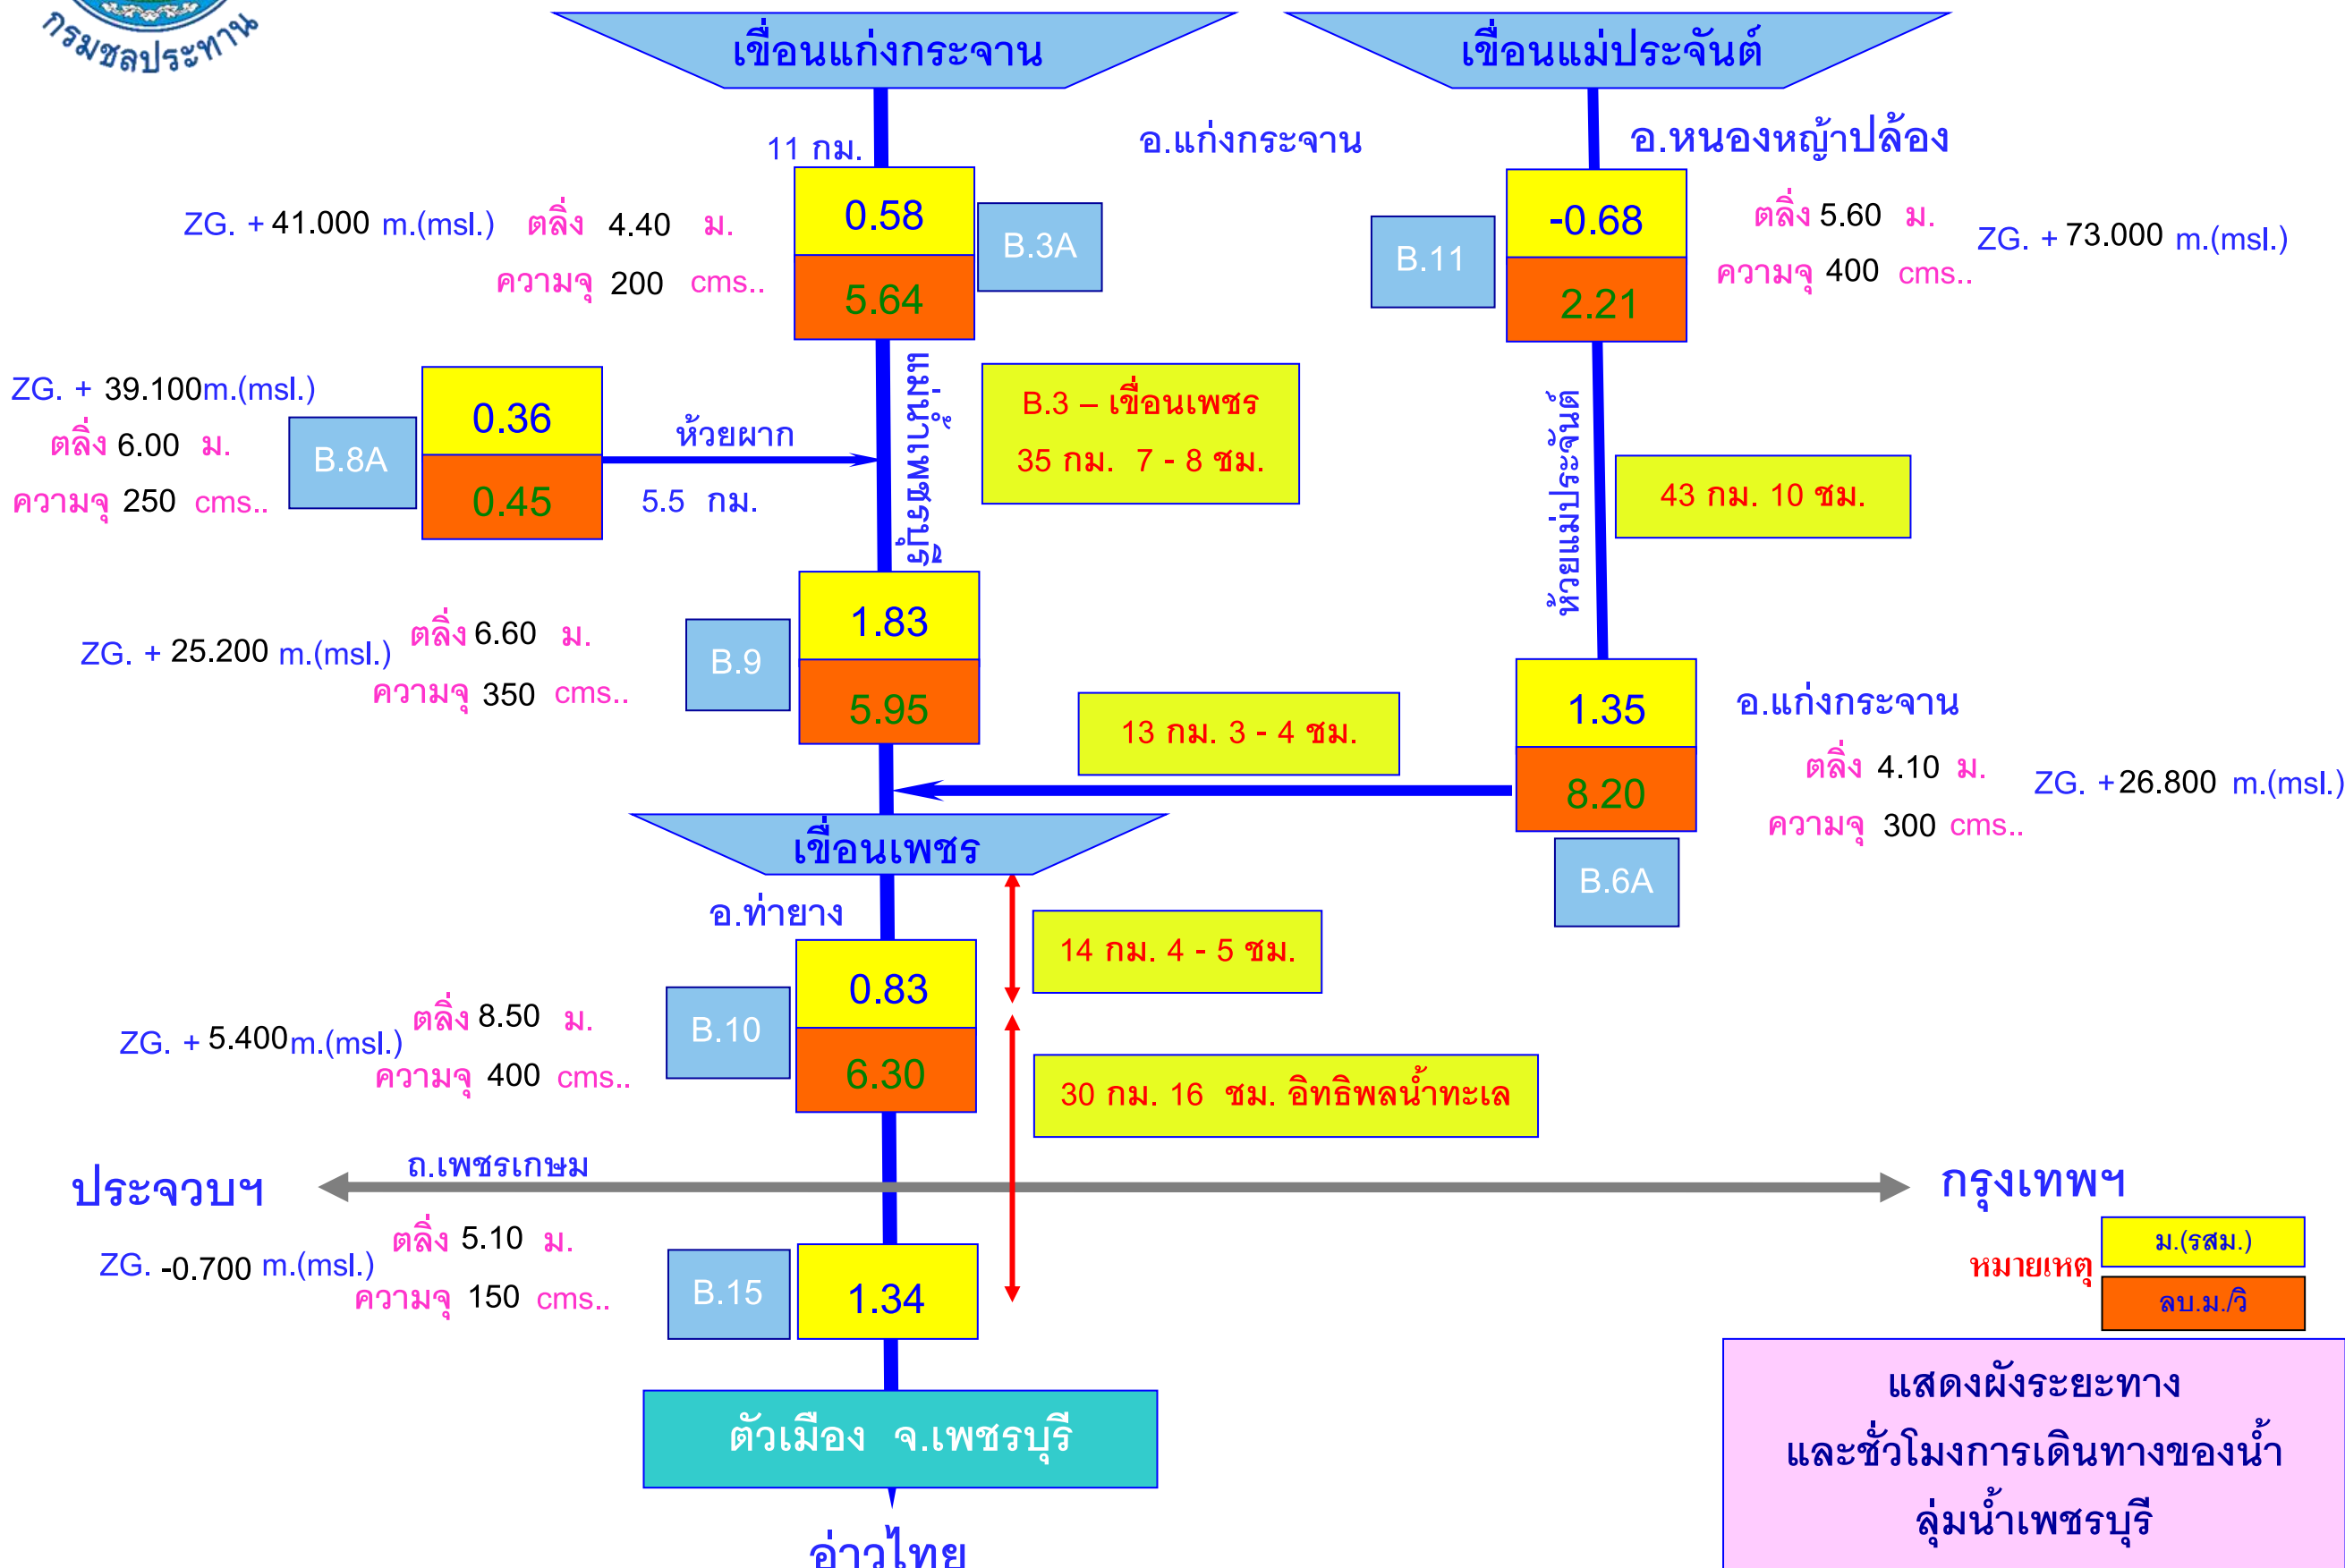 กรมชลประทาน
เขื่อนแก่งกระจาน
เขื่อนแม่ประจันต์
11 กม.
อ.แก่งกระจาน
อ.หนองหญ้าปล้อง
ZG. + 41.000 m.(msl.)
ตลิ่ง 4.40 ม.
ความจุ 200 cms..
0.58
5.64
B.3A
B.11
-0.68
2.21
ตลิ่ง 5.60 ม.
ความจุ 400 cms..
ZG. + 73.000 m.(msl.)
ZG. + 39.100m.(msl.)
ตลิ่ง 6.00 ม.
ความจุ 250 cms..
B.8A
0.36
0.45
ห้วยผาก
5.5 กม.
แม่น้ำเพชรบุรี
B.3 – เขื่อนเพชร
35 กม. 7 - 8 ชม.
ห้วยแม่ประจันต์
43 กม. 10 ชม.
ZG. + 25.200 m.(msl.)
ตลิ่ง 6.60 ม.
ความจุ 350 cms..
B.9
1.83
5.95
13 กม. 3 - 4 ชม.
1.35
8.20
B.6A
อ.แก่งกระจาน
ตลิ่ง 4.10 ม.
ความจุ 300 cms..
ZG. +26.800 m.(msl.)
เขื่อนเพชร
อ.ท่ายาง
14 กม. 4 - 5 ชม.
ZG. + 5.400m.(msl.)
ตลิ่ง 8.50 ม.
ความจุ 400 cms..
B.10
0.83
6.30
30 กม. 16 ชม. อิทธิพลน้ำทะเล
ประจวบฯ
ถ.เพชรเกษม
กรุงเทพฯ
ZG. -0.700 m.(msl.)
ตลิ่ง 5.10 ม.
ความจุ 150 cms..
B.15
1.34
หมายเหตุ
ม.(รสม.)
ลบ.ม./วิ
ตัวเมือง จ.เพชรบุรี
อ่าวไทย
แสดงผังระยะทาง
และชั่วโมงการเดินทางของน้ำ
ลุ่มน้ำเพชรบุรี